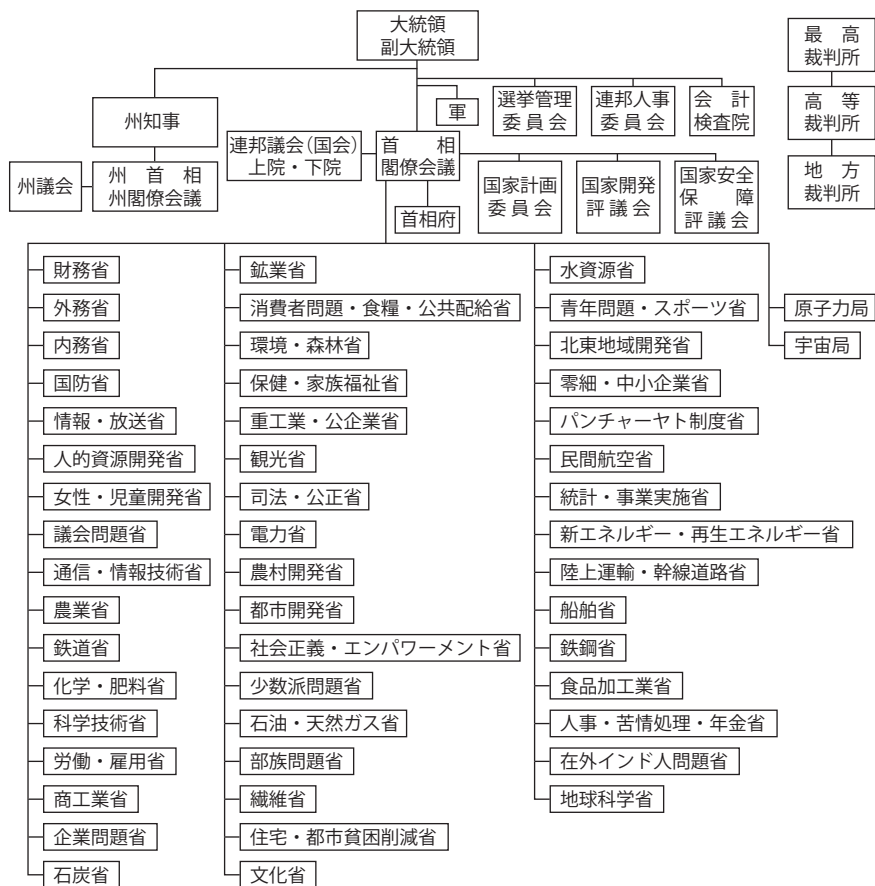 大統領
副大統領
最高
裁判所
州知事
軍
選挙管理
委員会
連邦人事
委員会
会計
検査院
高等
裁判所
連邦議会(国会)
上院・下院
首相
閣僚会議
州議会
州首相
州閣僚会議
国家計画
委員会
国家開発
評議会
国家安全
保障
評議会
地方
裁判所
首相府
財務省
外務省
内務省
国防省
情報・放送省
人的資源開発省
女性・児童開発省
議会問題省
通信・情報技術省
農業省
鉄道省
化学・肥料省
科学技術省
労働・雇用省
商工業省
企業問題省
石炭省
鉱業省
消費者問題・食糧・公共配給省
環境・森林省
保健・家族福祉省
重工業・公企業省
観光省
司法・公正省
電力省
農村開発省
都市開発省
社会正義・エンパワーメント省
少数派問題省
石油・天然ガス省
部族問題省
繊維省
住宅・都市貧困削減省
文化省
水資源省
青年問題・スポーツ省
北東地域開発省
零細・中小企業省
パンチャーヤト制度省
民間航空省
統計・事業実施省
新エネルギー・再生エネルギー省
陸上運輸・幹線道路省
船舶省
鉄鋼省
食品加工業省
人事・苦情処理・年金省
在外インド人問題省
地球科学省
原子力局
宇宙局